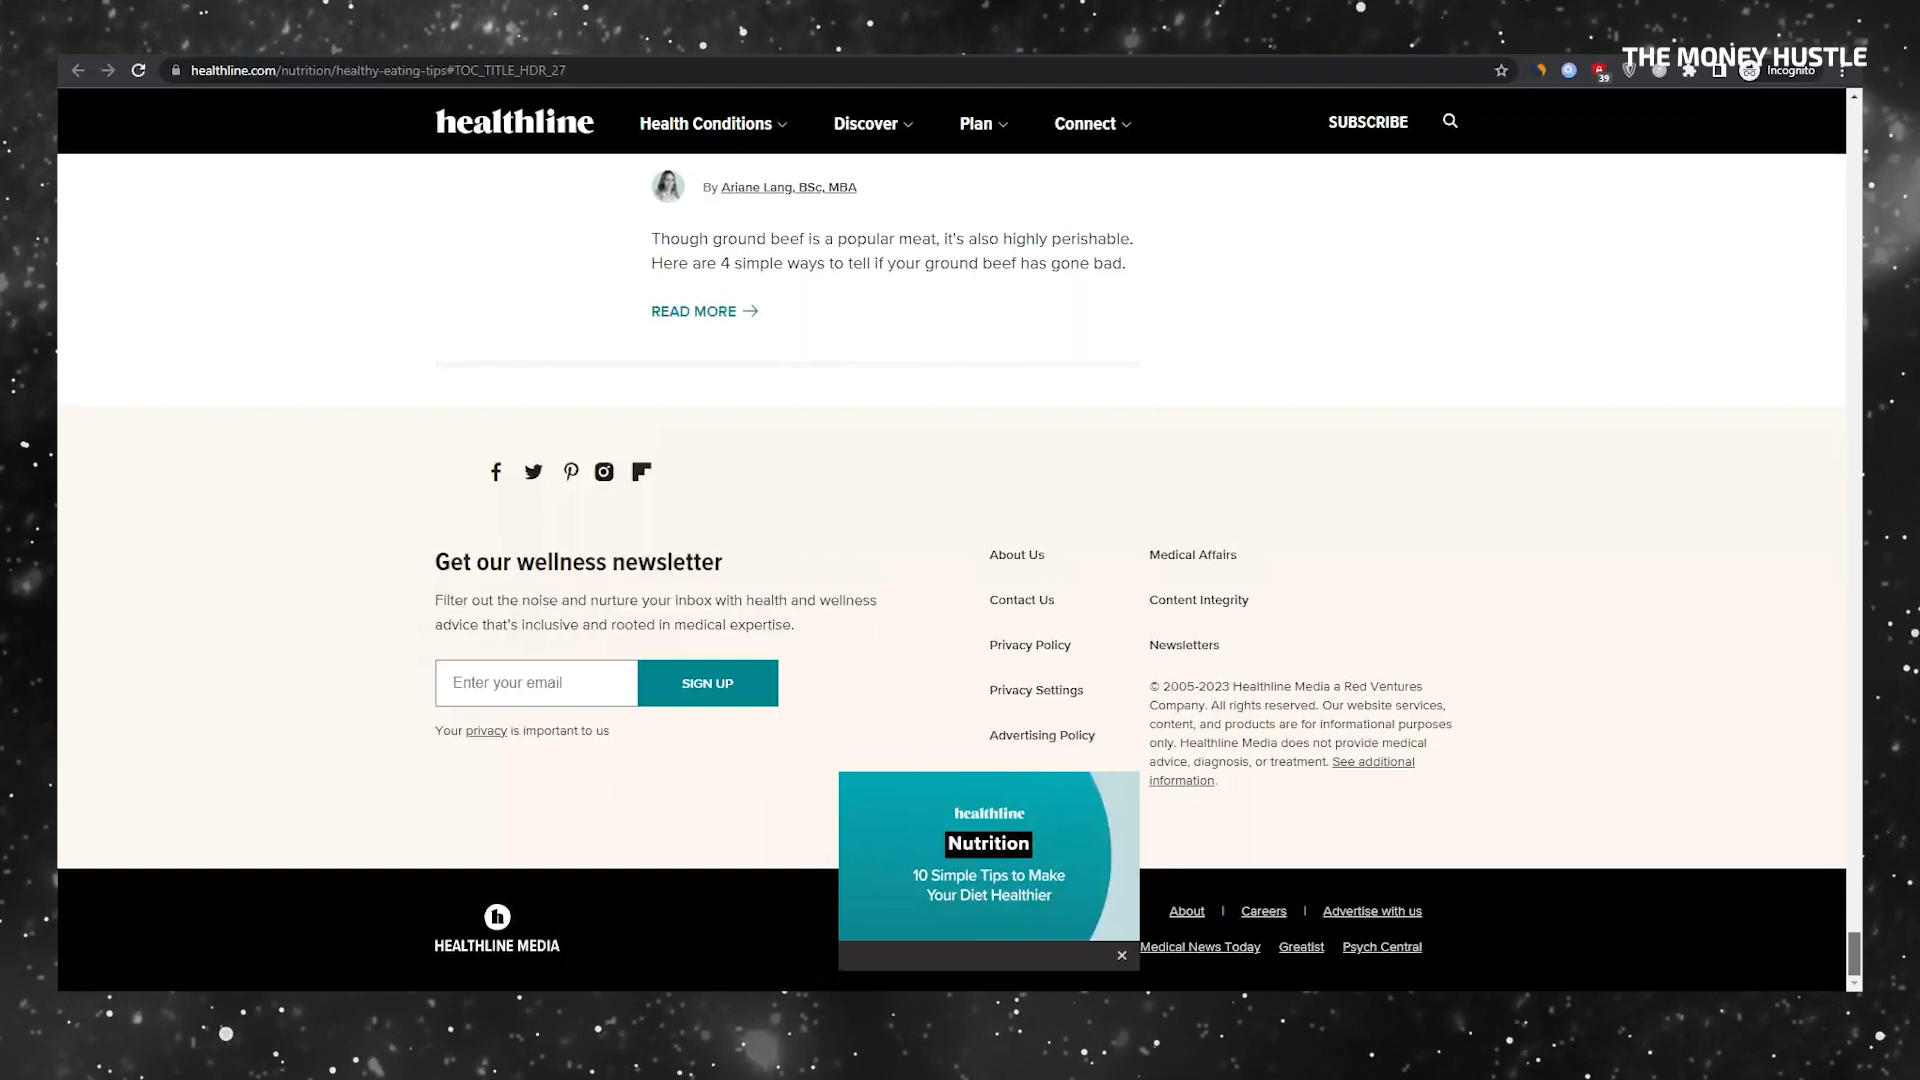 THE MONEY HUSTLE
healthline.com/nutrition/healthy-eating-tips#TOC_TITLE_HDR_27
39
Incognito
healthline
Health Conditions
Discover
Plan
Connect
SUBSCRIBE
By Ariane Lang, BSc, MBA
Though ground beef is a popular meat, it's also highly perishable.
Here are 4 simple ways to tell if your ground beef has gone bad.
READ MORE
Get our wellness newsletter
Filter out the noise and nurture your inbox with health and wellness
advice that's inclusive and rooted in medical expertise.
Enter your email
SIGN UP
Your privacy is important to us
About Us
Contact Us
Privacy Policy
Privacy Settings
Advertising Policy
Medical Affairs
Content Integrity
Newsletters
© 2005-2023 Healthline Media a Red Ventures
Company. All rights reserved. Our website services,
content, and products are for informational purposes
only. Healthline Media does not provide medical
advice, diagnosis, or treatment. See additional
information.
healthline
Nutrition
10 Simple Tips to Make
Your Diet Healthier
h
HEALTHLINE MEDIA
About | Careers | Advertise with us
Medical News Today Greatist Psych Central